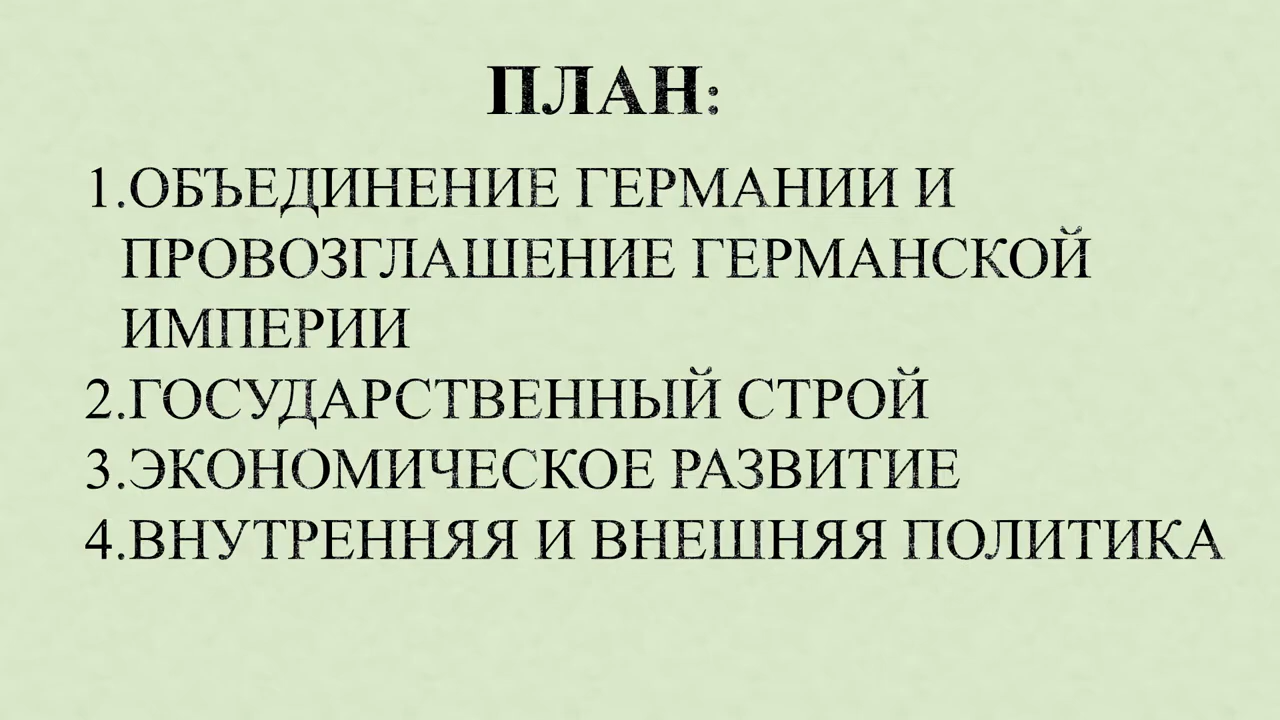 ПЛАН:
1.ОБЪЕДИНЕНИЕ ГЕРМАНИИ И
ПРОВОЗГЛАШЕНИЕ ГЕРМАНСКОЙ
ИМПЕРИИ
2.ГОСУДАРСТВЕННЫЙ СТРОЙ
3.ЭКОНОМИЧЕСКОЕ РАЗВИТИЕ
4.ВНУТРЕННЯЯ И ВНЕШНЯЯ ПОЛИТИКА